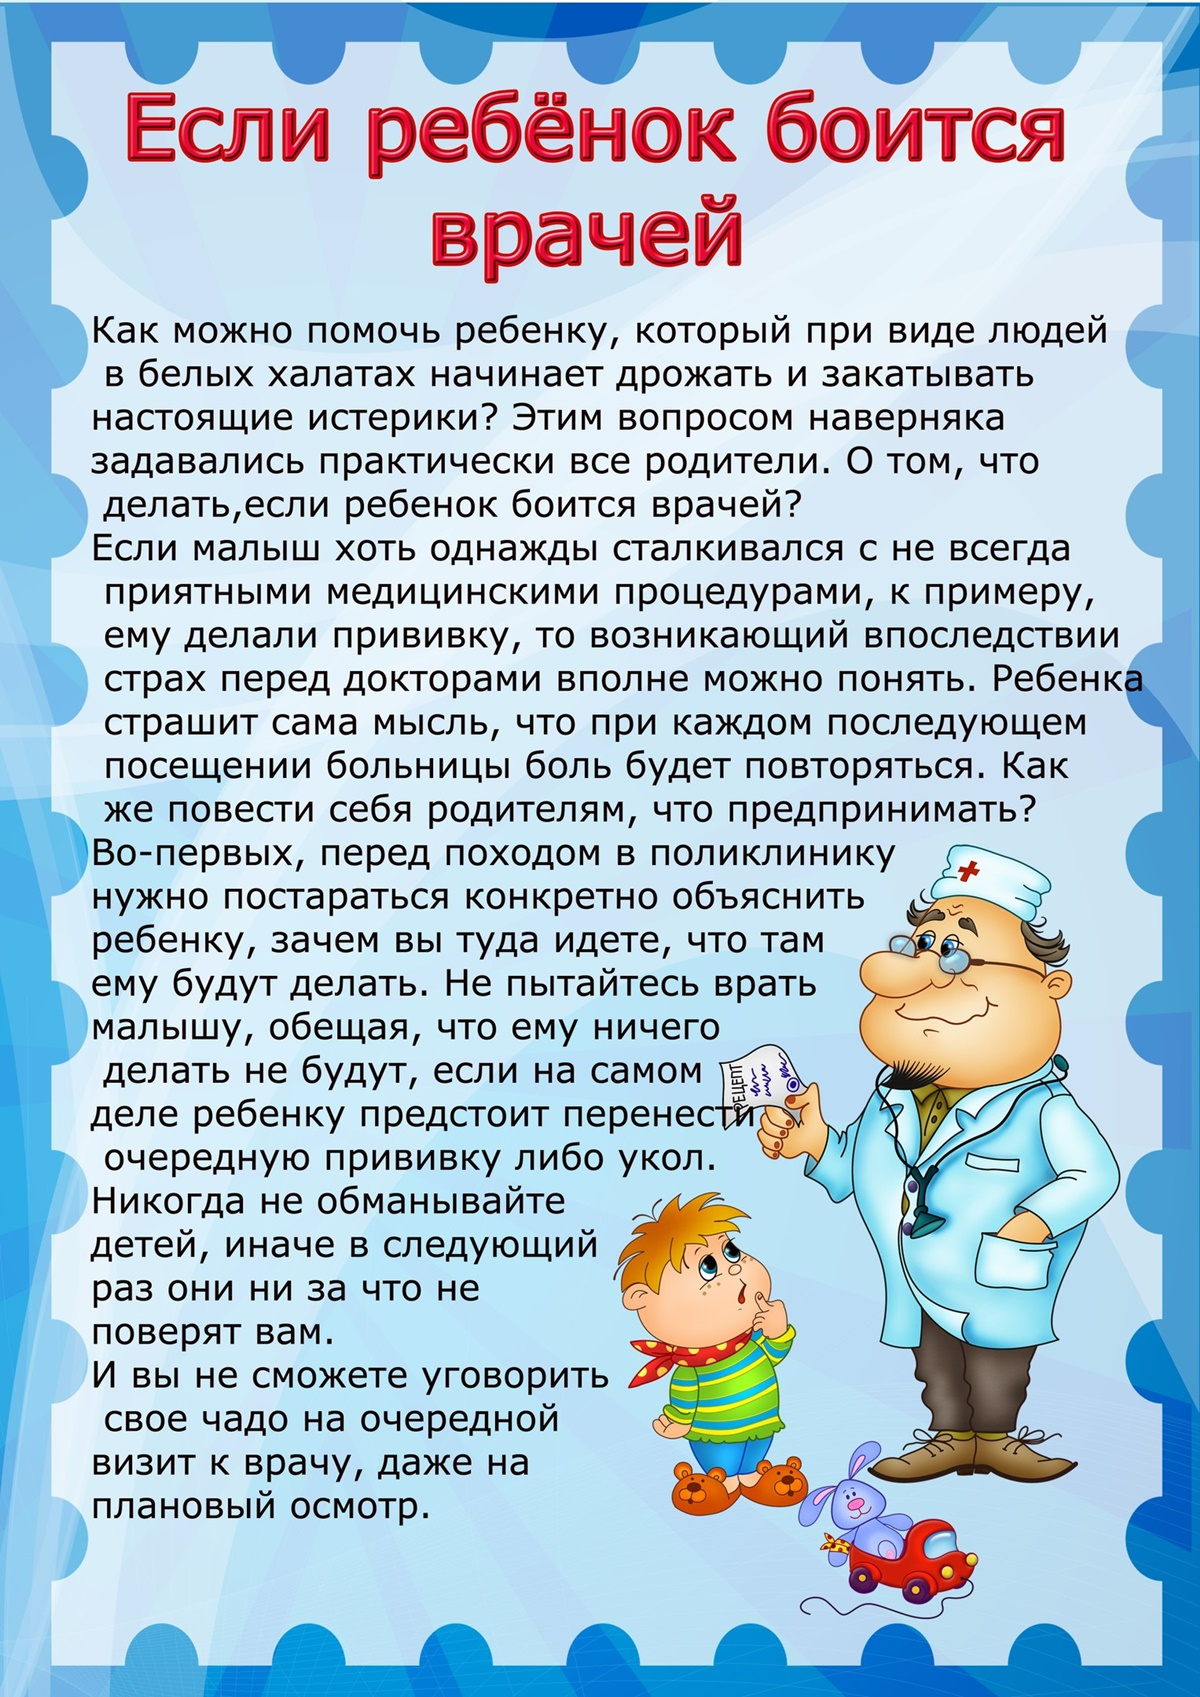 Если ребёнок боится
врачей
Как можно помочь ребенку, который при виде людей
в белых халатах начинает дрожать и закатывать
настоящие истерики? Этим вопросом наверняка
задавались практически все родители. О том, что
делать,если ребенок боится врачей?
Если малыш хоть однажды сталкивался с не всегда
приятными медицинскими процедурами, к примеру,
ему делали прививку, то возникающий впоследствии
страх перед докторами вполне можно понять. Ребенка
страшит сама мысль, что при каждом последующем
посещении больницы боль будет повторяться. Как
же повести себя родителям, что предпринимать?
Во-первых, перед походом в поликлинику
нужно постараться конкретно объяснить
ребенку, зачем вы туда идете, что там
ему будут делать. Не пытайтесь врать
малышу, обещая, что ему ничего
делать не будут, если на самом
деле ребенку предстоит перенести
очередную прививку либо укол.
Никогда не обманывайте
детей, иначе в следующий
раз они ни за что не
поверят вам.
И вы не сможете уговорить
свое чадо на очередной
визит к врачу, даже на
плановый осмотр.
РЕЦЕПТ